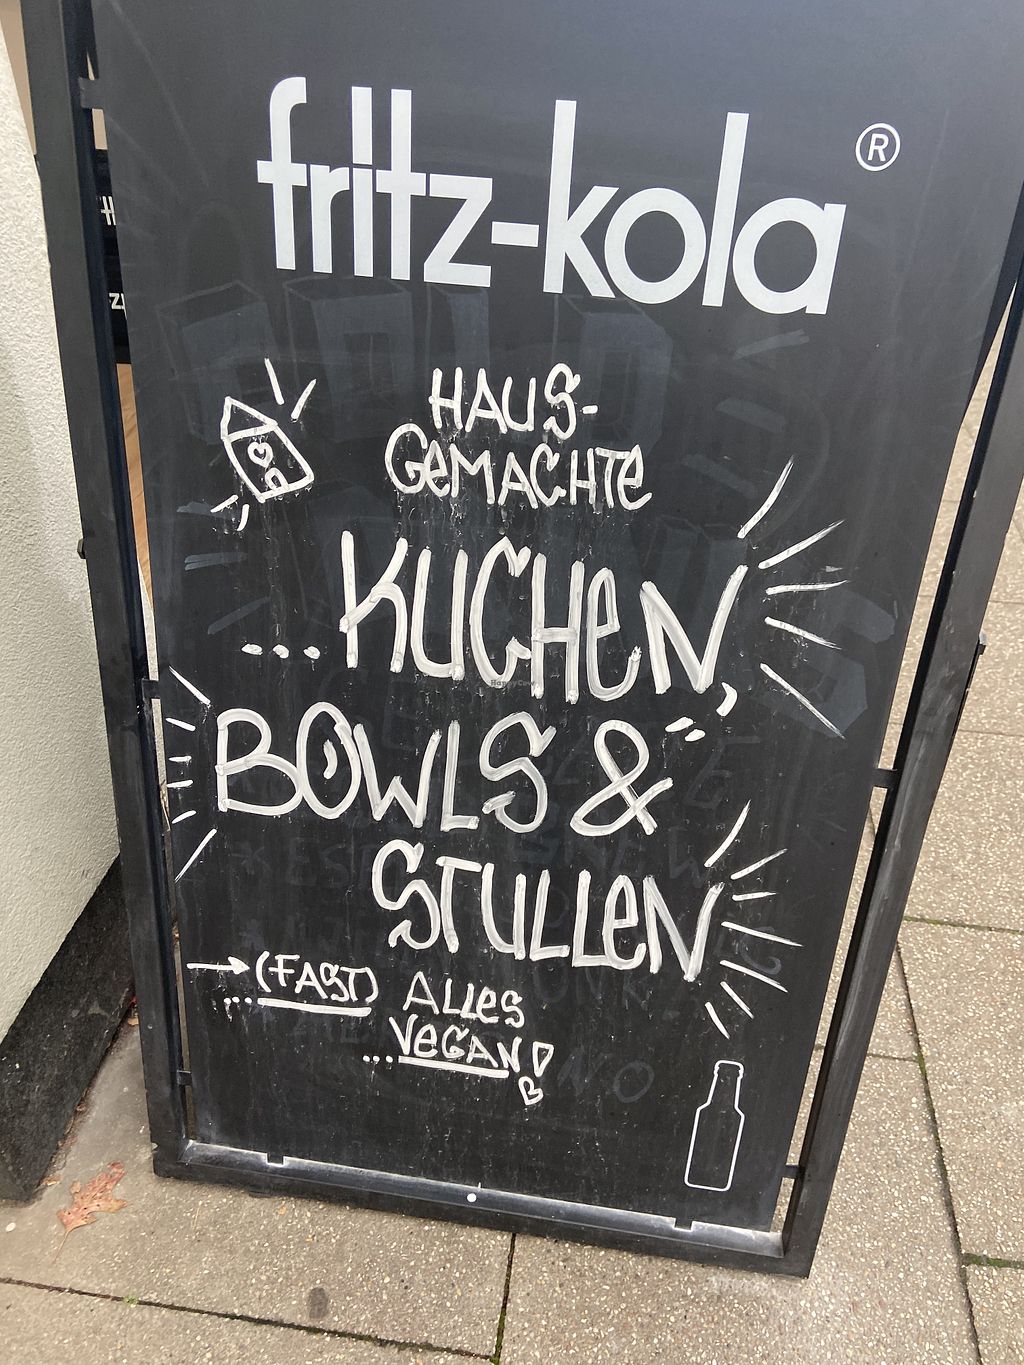 fritz-kola®
HAUS-
GEMACHTE
...KUCHEN,
BOWLS &
STULLEN
→(FAST) ALLES
...VEGAN!